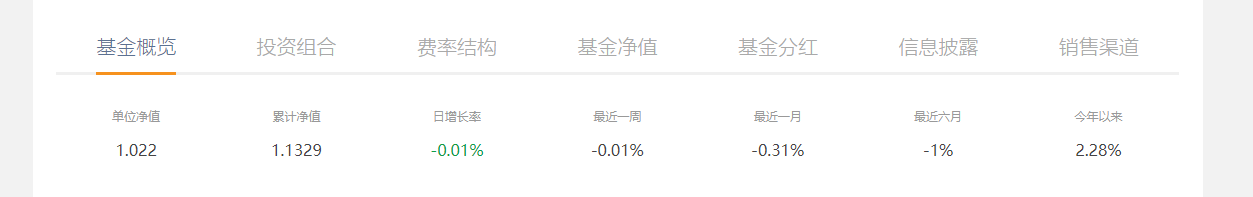 基金概览 投资组合 费率结构 基金净值 基金分红 信息披露 销售渠道
单位净值 累计净值 日增长率 最近一周 最近一月 最近六月 今年以来
1.022 1.1329 -0.01% -0.01% -0.31% -1% 2.28%